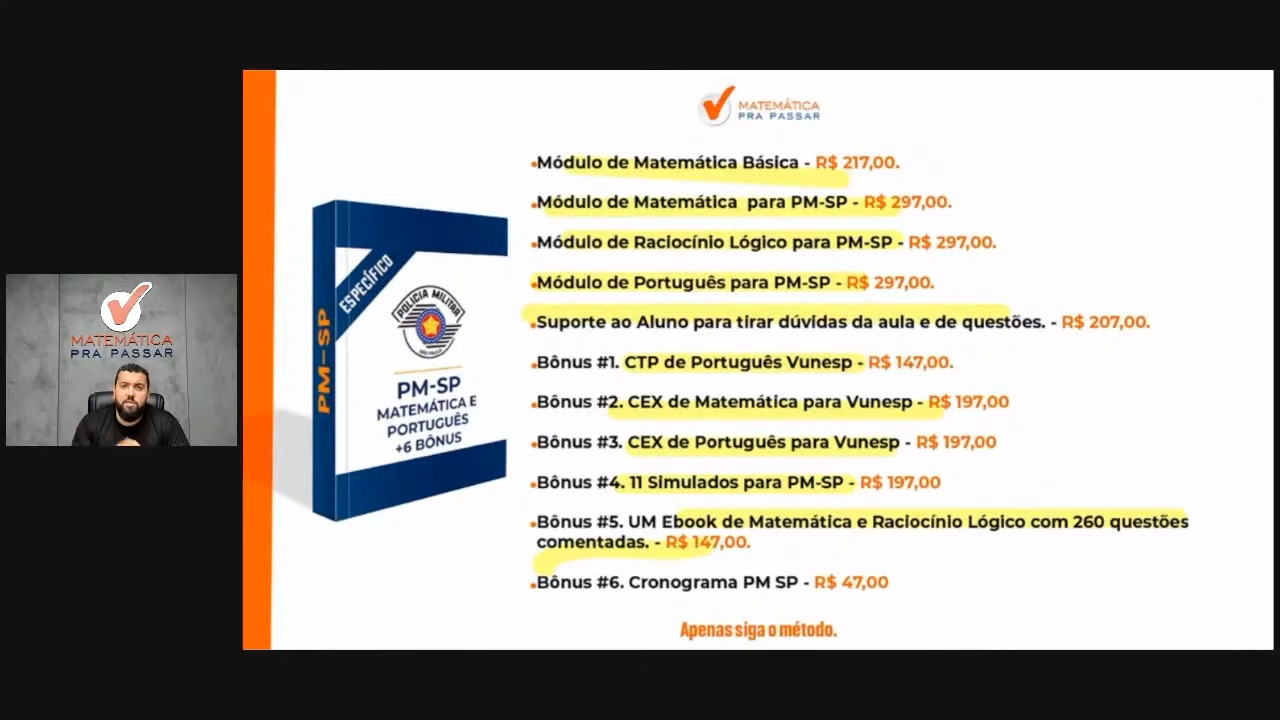 MATEMÁTICA
PRA PASSAR
MATEMÁTICA
PRA PASSAR
PM-SP
ESPECÍFICO
POLÍCIA MILITAR
SÃO PAULO
PM-SP
MATEMÁTICA E
PORTUGUÊS
+6 BÔNUS
•Módulo de Matemática Básica - R$ 217,00.
•Módulo de Matemática para PM-SP - R$ 297,00.
•Módulo de Raciocínio Lógico para PM-SP - R$ 297,00.
•Módulo de Português para PM-SP - R$ 297,00.
•Suporte ao Aluno para tirar dúvidas da aula e de questões. - R$ 207,00.
•Bônus #1. CTP de Português Vunesp - R$ 147,00.
•Bônus #2. CEX de Matemática para Vunesp - R$ 197,00
•Bônus #3. CEX de Português para Vunesp - R$ 197,00
•Bônus #4. 11 Simulados para PM-SP - R$ 197,00
•Bônus #5. UM Ebook de Matemática e Raciocínio Lógico com 260 questões
comentadas. - R$ 147,00.
•Bônus #6. Cronograma PM SP - R$ 47,00
Apenas siga o método.